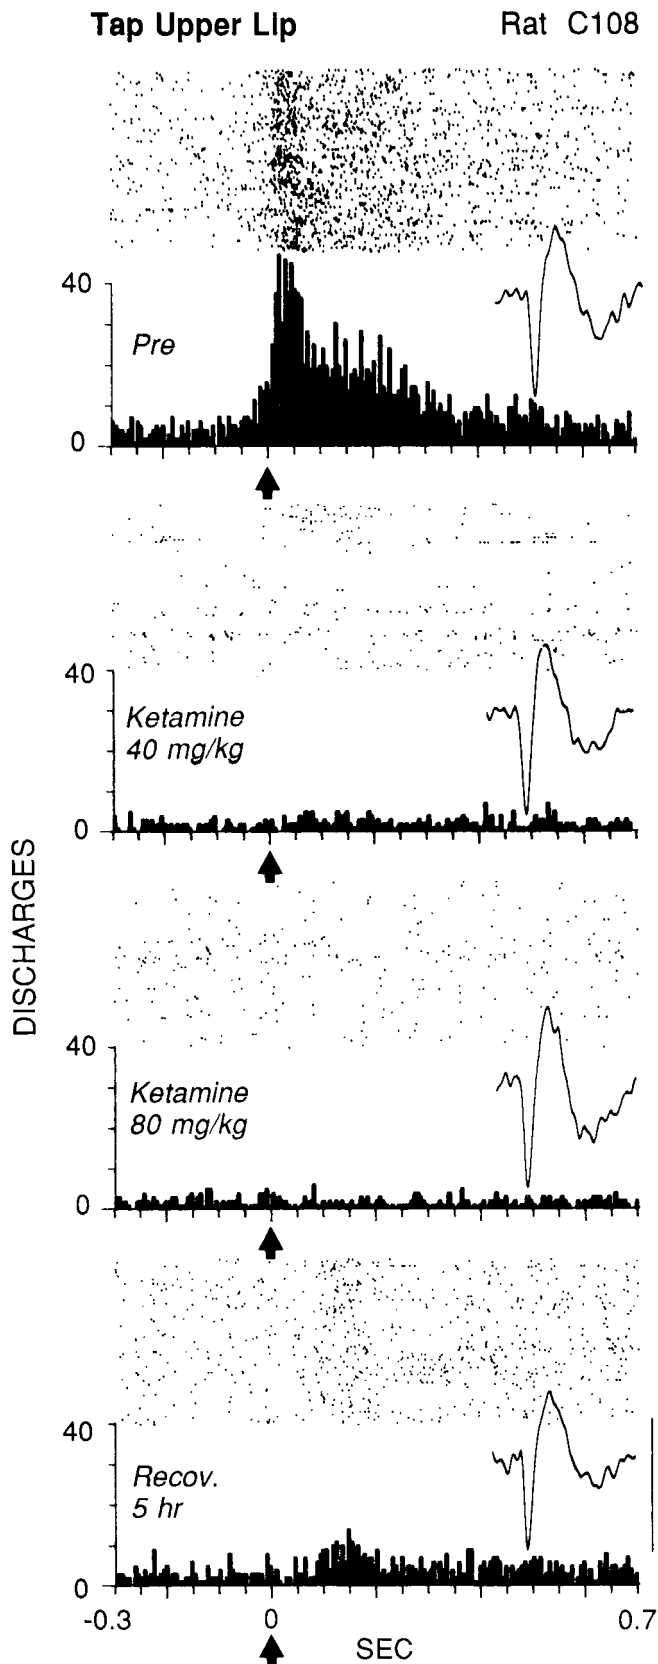 Tap Upper Lip Rat C108
40
Pre
0
40
Ketamine
40 mg/kg
0
DISCHARGES
40
Ketamine
80 mg/kg
0
40
Recov.
5 hr
0
-0.3 0 0.7
SEC